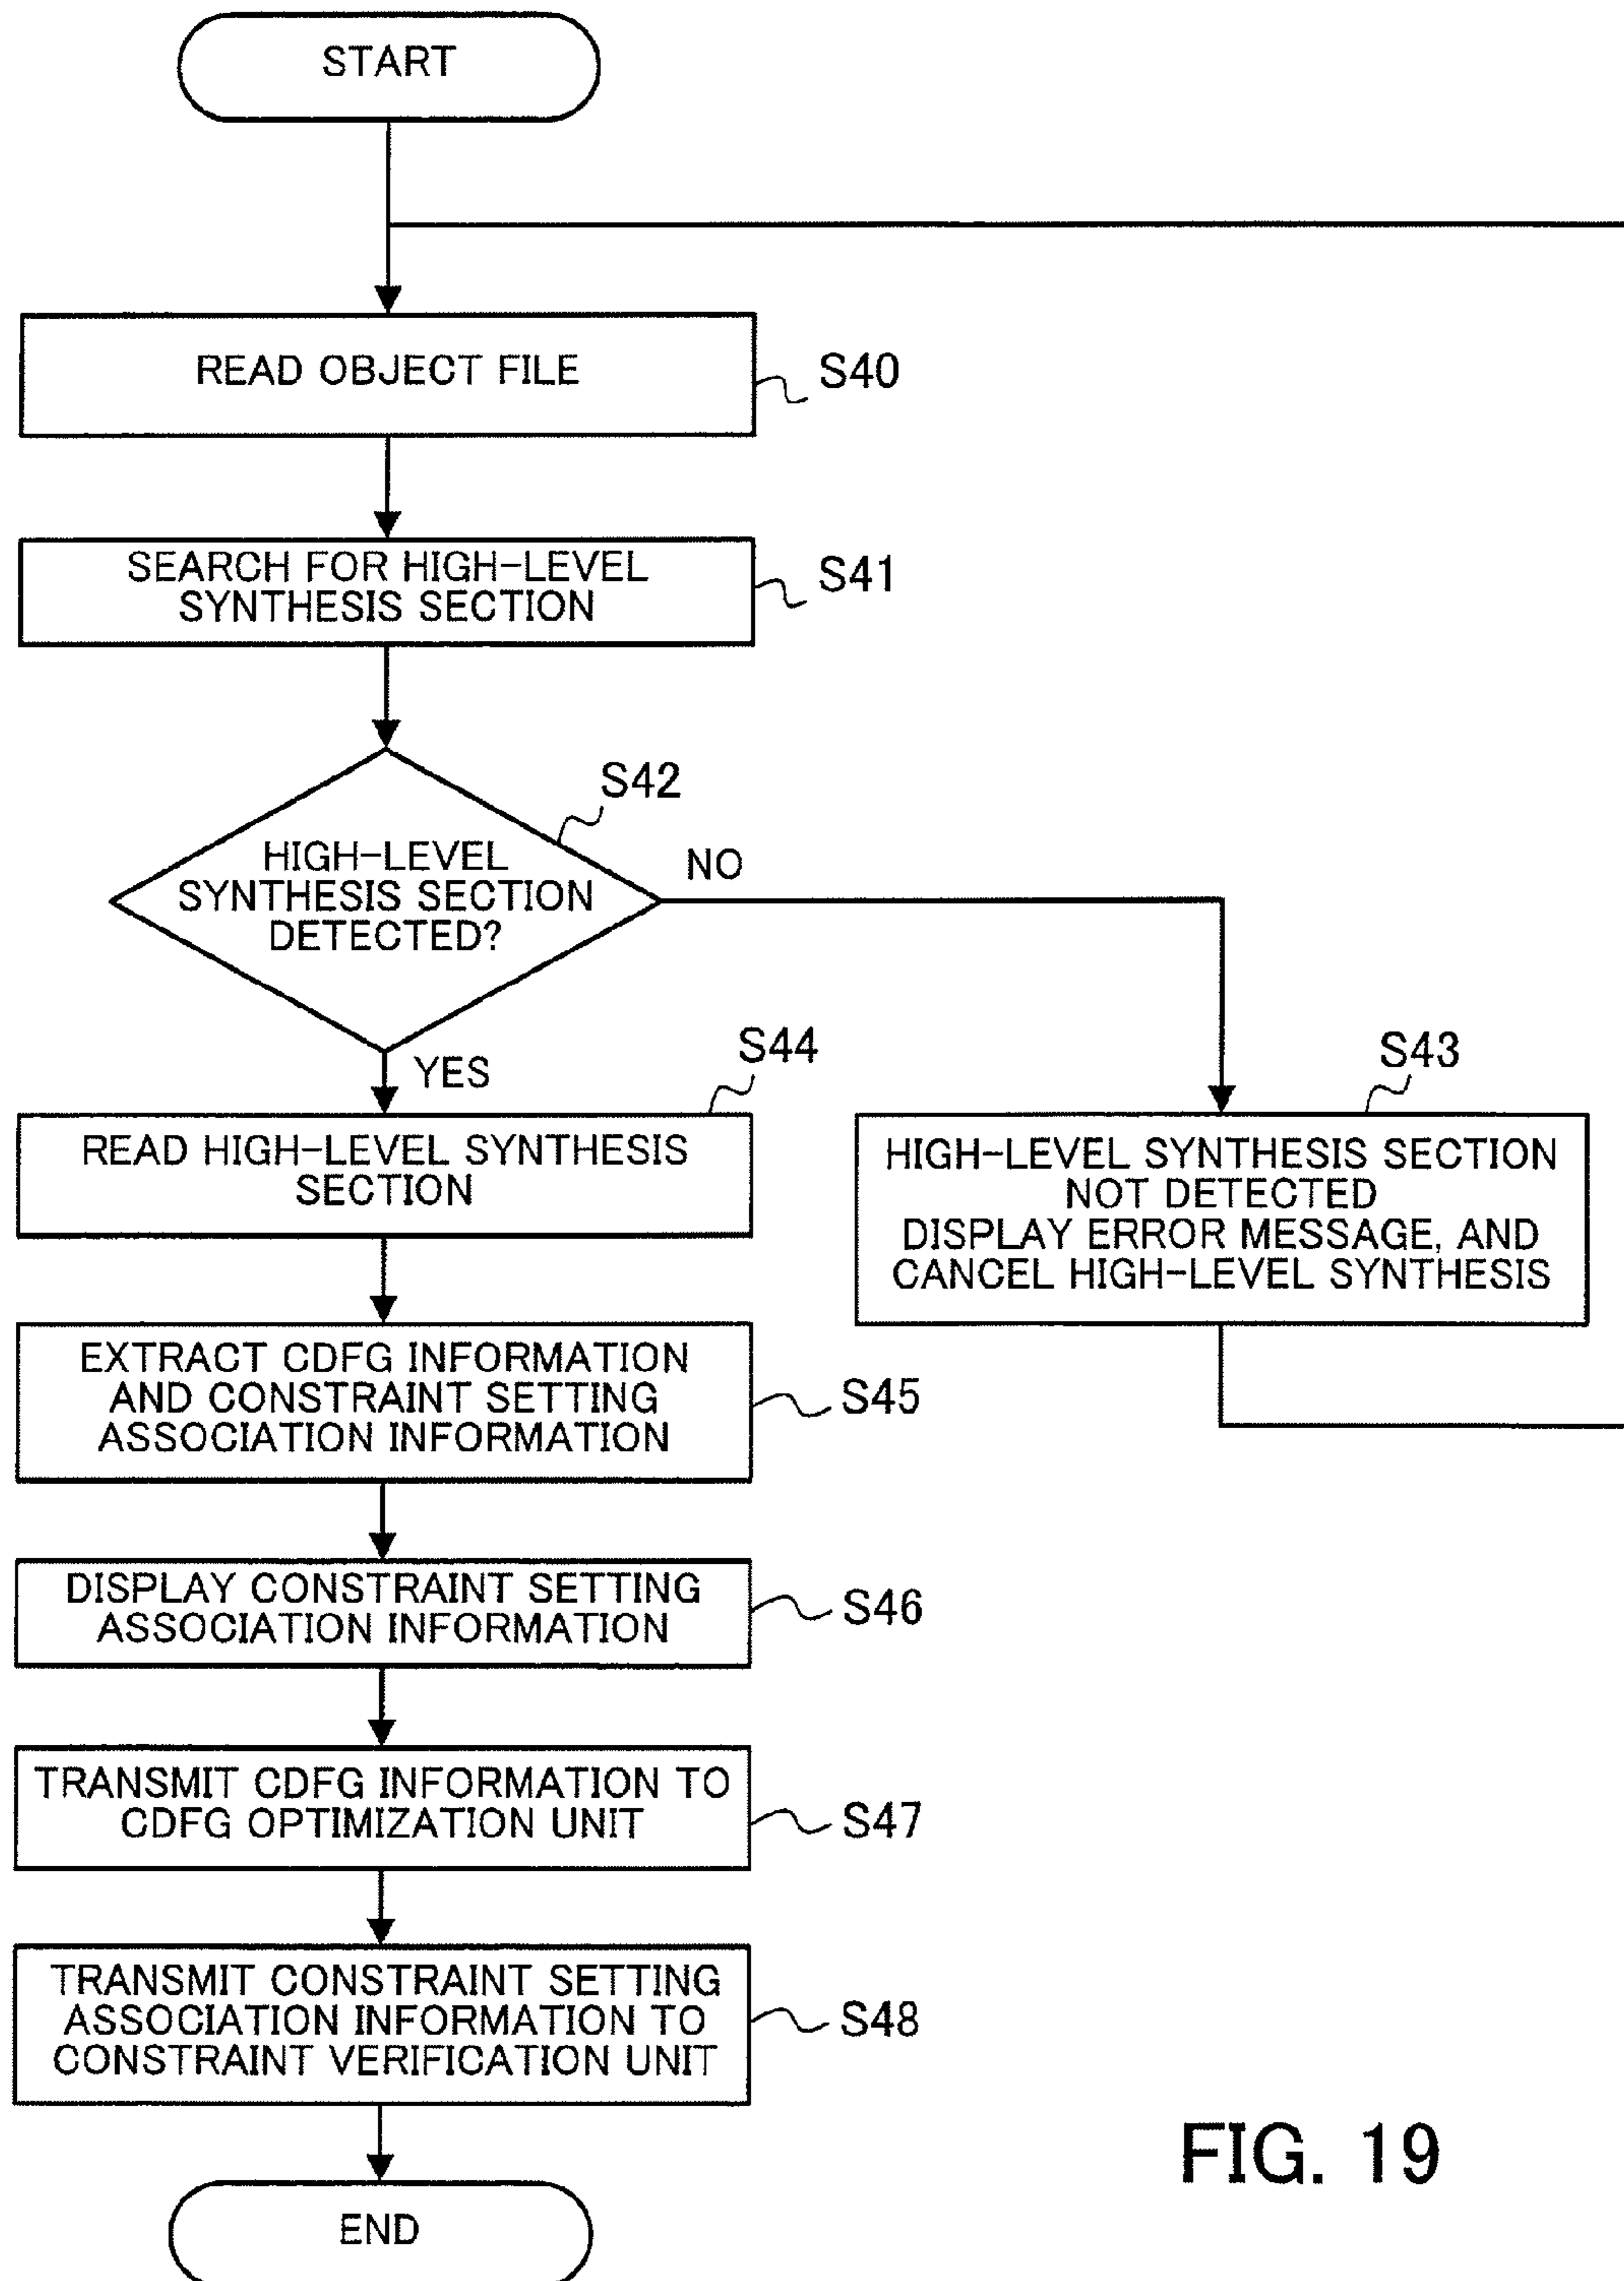 START
READ OBJECT FILE
S40
SEARCH FOR HIGH-LEVEL
SYNTHESIS SECTION
S41
S42
HIGH-LEVEL
SYNTHESIS SECTION
DETECTED?
NO
YES
S44
READ HIGH-LEVEL SYNTHESIS
SECTION
S43
HIGH-LEVEL SYNTHESIS SECTION
NOT DETECTED
DISPLAY ERROR MESSAGE, AND
CANCEL HIGH-LEVEL SYNTHESIS
EXTRACT CDFG INFORMATION
AND CONSTRAINT SETTING
ASSOCIATION INFORMATION
S45
DISPLAY CONSTRAINT SETTING
ASSOCIATION INFORMATION
S46
TRANSMIT CDFG INFORMATION TO
CDFG OPTIMIZATION UNIT
S47
TRANSMIT CONSTRAINT SETTING
ASSOCIATION INFORMATION TO
CONSTRAINT VERIFICATION UNIT
S48
END
FIG. 19